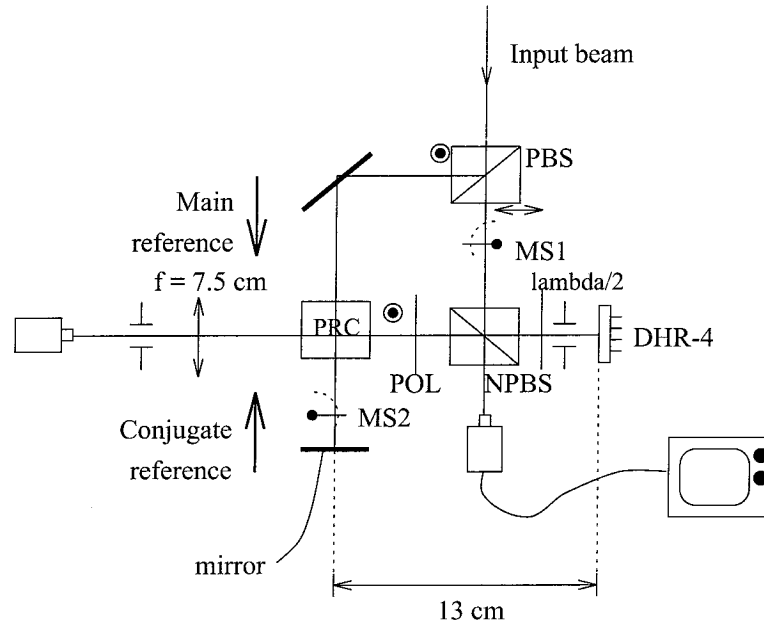 Input beam
PBS
Main
reference
MS1
f = 7.5 cm
lambda/2
PRC
DHR-4
POL
NPBS
MS2
Conjugate
reference
mirror
13 cm